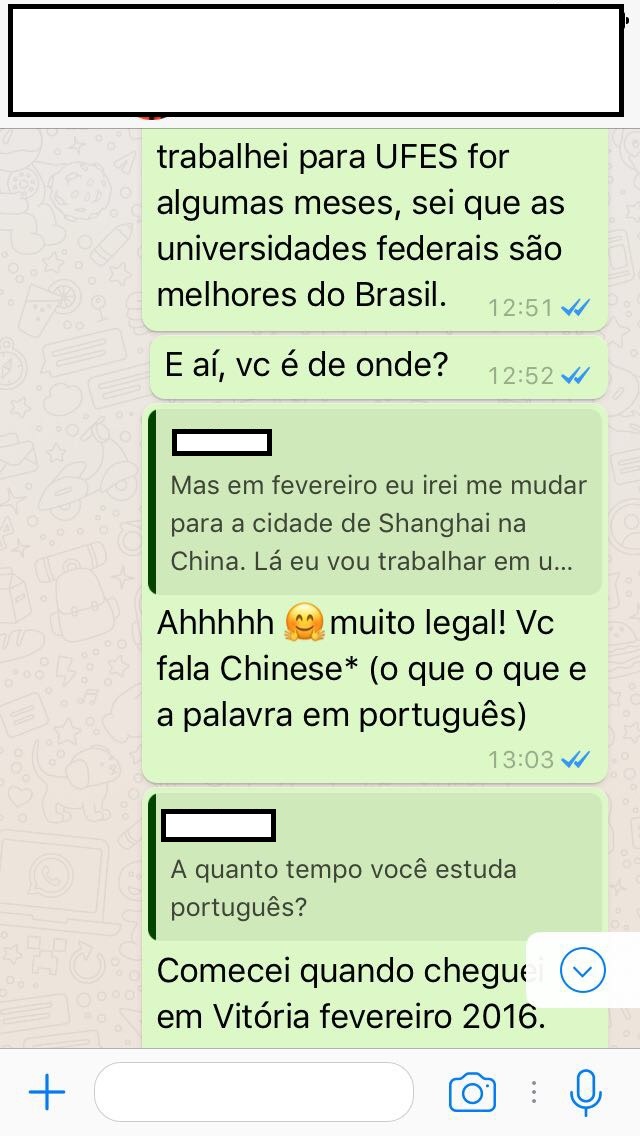 trabalhei para UFES for
algumas meses, sei que as
universidades federais são
melhores do Brasil.
12:51
E aí, vc é de onde?
12:52
Mas em fevereiro eu irei me mudar
para a cidade de Shanghai na
China. Lá eu vou trabalhar em u...
Ahhhhh 🤗muito legal! Vc
fala Chinese* (o que o que e
a palavra em português)
13:03
A quanto tempo você estuda
português?
Comecei quando cheguei
em Vitória fevereiro 2016.